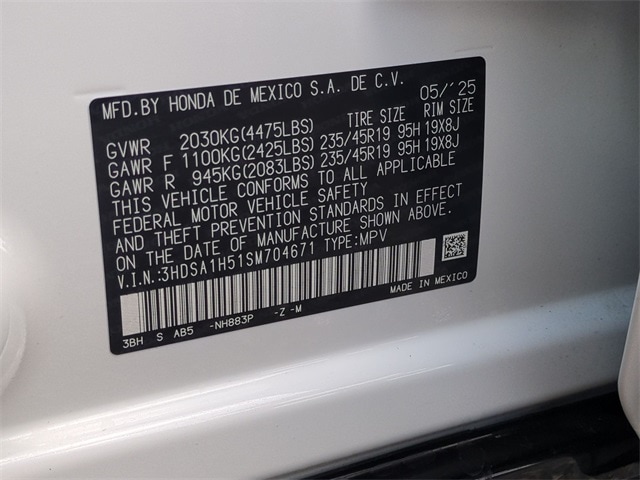 MFD.BY HONDA DE MEXICO S.A. DE C.V. 05/'25
TIRE SIZE RIM SIZE
GVWR 2030KG(4475LBS)
GAWR F 1100KG(2425LBS) 235/45R19 95H 19X8J
GAWR R 945KG(2083LBS) 235/45R19 95H 19X8J
THIS VEHICLE CONFORMS TO ALL APPLICABLE
FEDERAL MOTOR VEHICLE SAFETY
AND THEFT PREVENTION STANDARDS IN EFFECT
ON THE DATE OF MANUFACTURE SHOWN ABOVE.
V.I.N:3HDSA1H51SM704671 TYPE:MPV
MADE IN MEXICO
3BH S AB5 -NH883P -Z -M